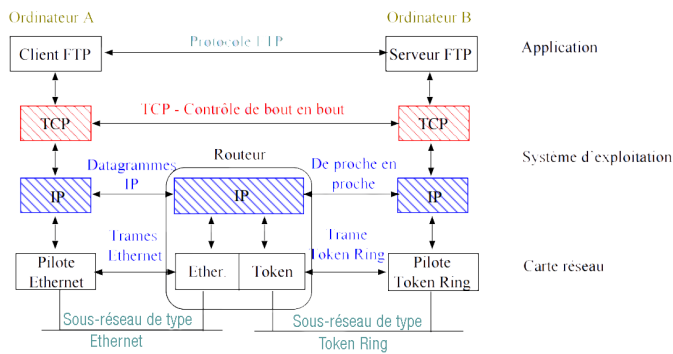 Ordinateur A
Ordinateur B
Client FTP
Protocole FTP
Serveur FTP
Application
TCP
TCP - Contrôle de bout en bout
TCP
Routeur
Système d'exploitation
Datagrammes
IP
De proche en
proche
IP
IP
IP
Trames
Ethernet
Trame
Token Ring
Pilote
Ethernet
Ether.
Token
Pilote
Token Ring
Carte réseau
Sous-réseau de type
Ethernet
Sous-réseau de type
Token Ring